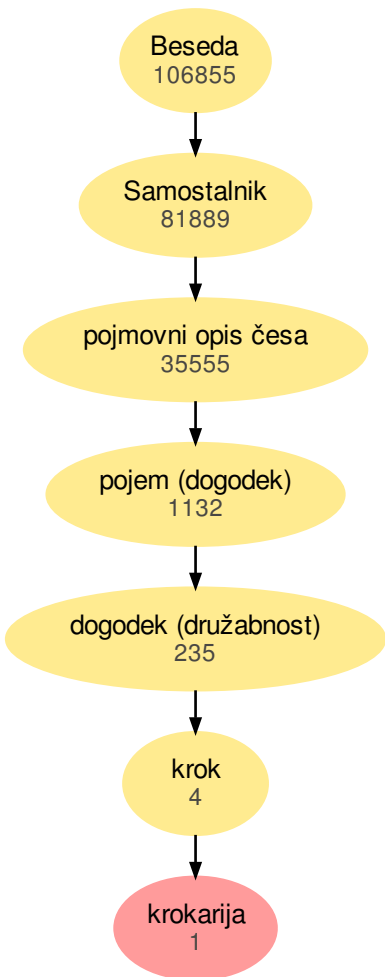 Beseda
106855
Samostalnik
81889
pojmovni opis česa
35555
pojem (dogodek)
1132
dogodek (družabnost)
235
krok
4
krokarija
1